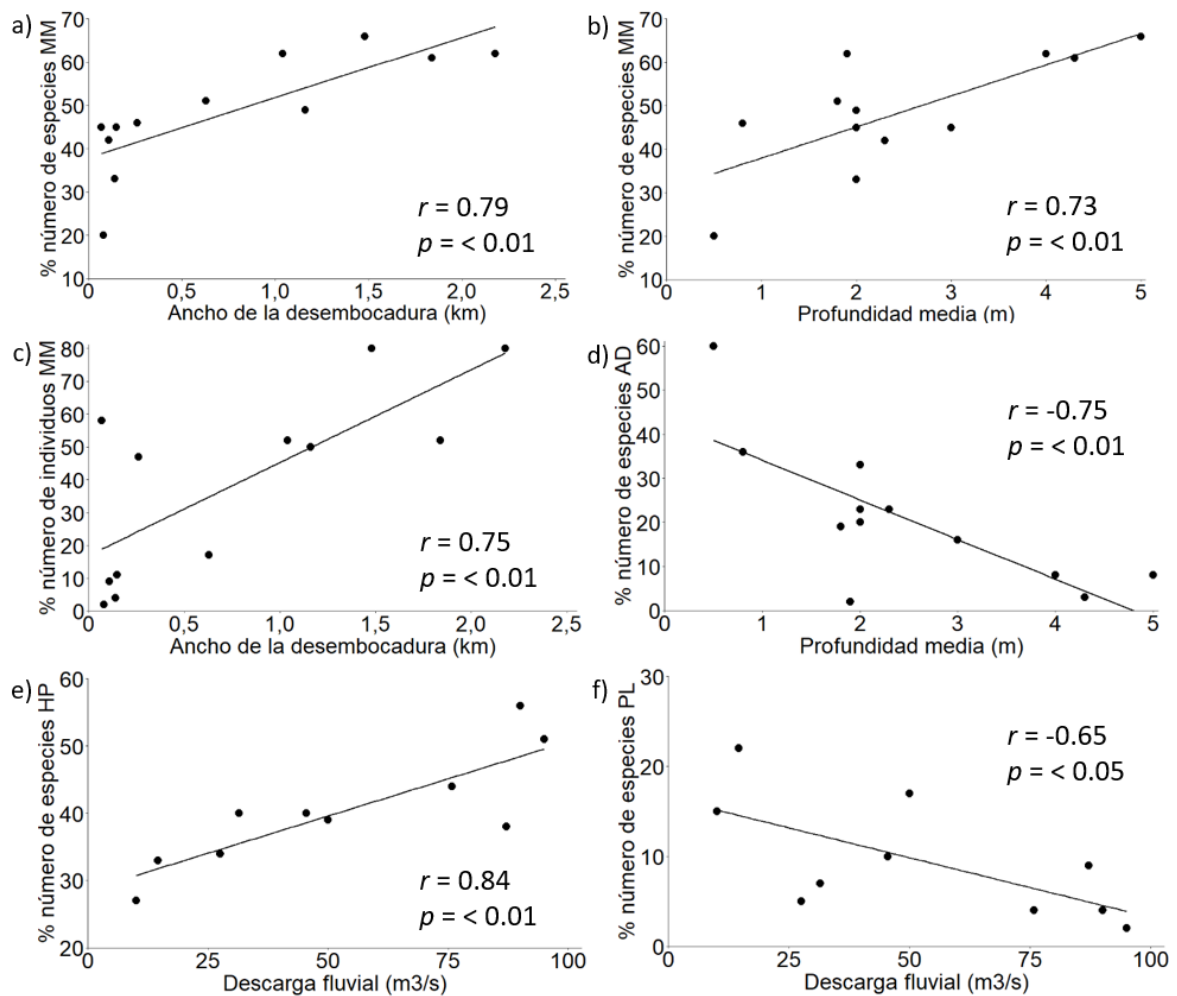 a)
% número de especies MM
70
60
50
40
30
20
10
r = 0.79
p = < 0.01
0 0,5 1,0 1,5 2,0 2,5
Ancho de la desembocadura (km)
b)
% número de especies MM
70
60
50
40
30
20
10
r = 0.73
p = < 0.01
0 1 2 3 4 5
Profundidad media (m)
c)
% número de individuos MM
80
70
60
50
40
30
20
10
0
r = 0.75
p = < 0.01
0 0,5 1,0 1,5 2,0 2,5
Ancho de la desembocadura (km)
d)
% número de especies AD
60
40
30
20
10
0
r = -0.75
p = < 0.01
0 1 2 3 4 5
Profundidad media (m)
e)
% número de especies HP
60
50
40
30
20
r = 0.84
p = < 0.01
0 25 50 75 100
Descarga fluvial (m3/s)
f)
% número de especies PL
30
20
10
0
r = -0.65
p = < 0.05
0 25 50 75 100
Descarga fluvial (m3/s)